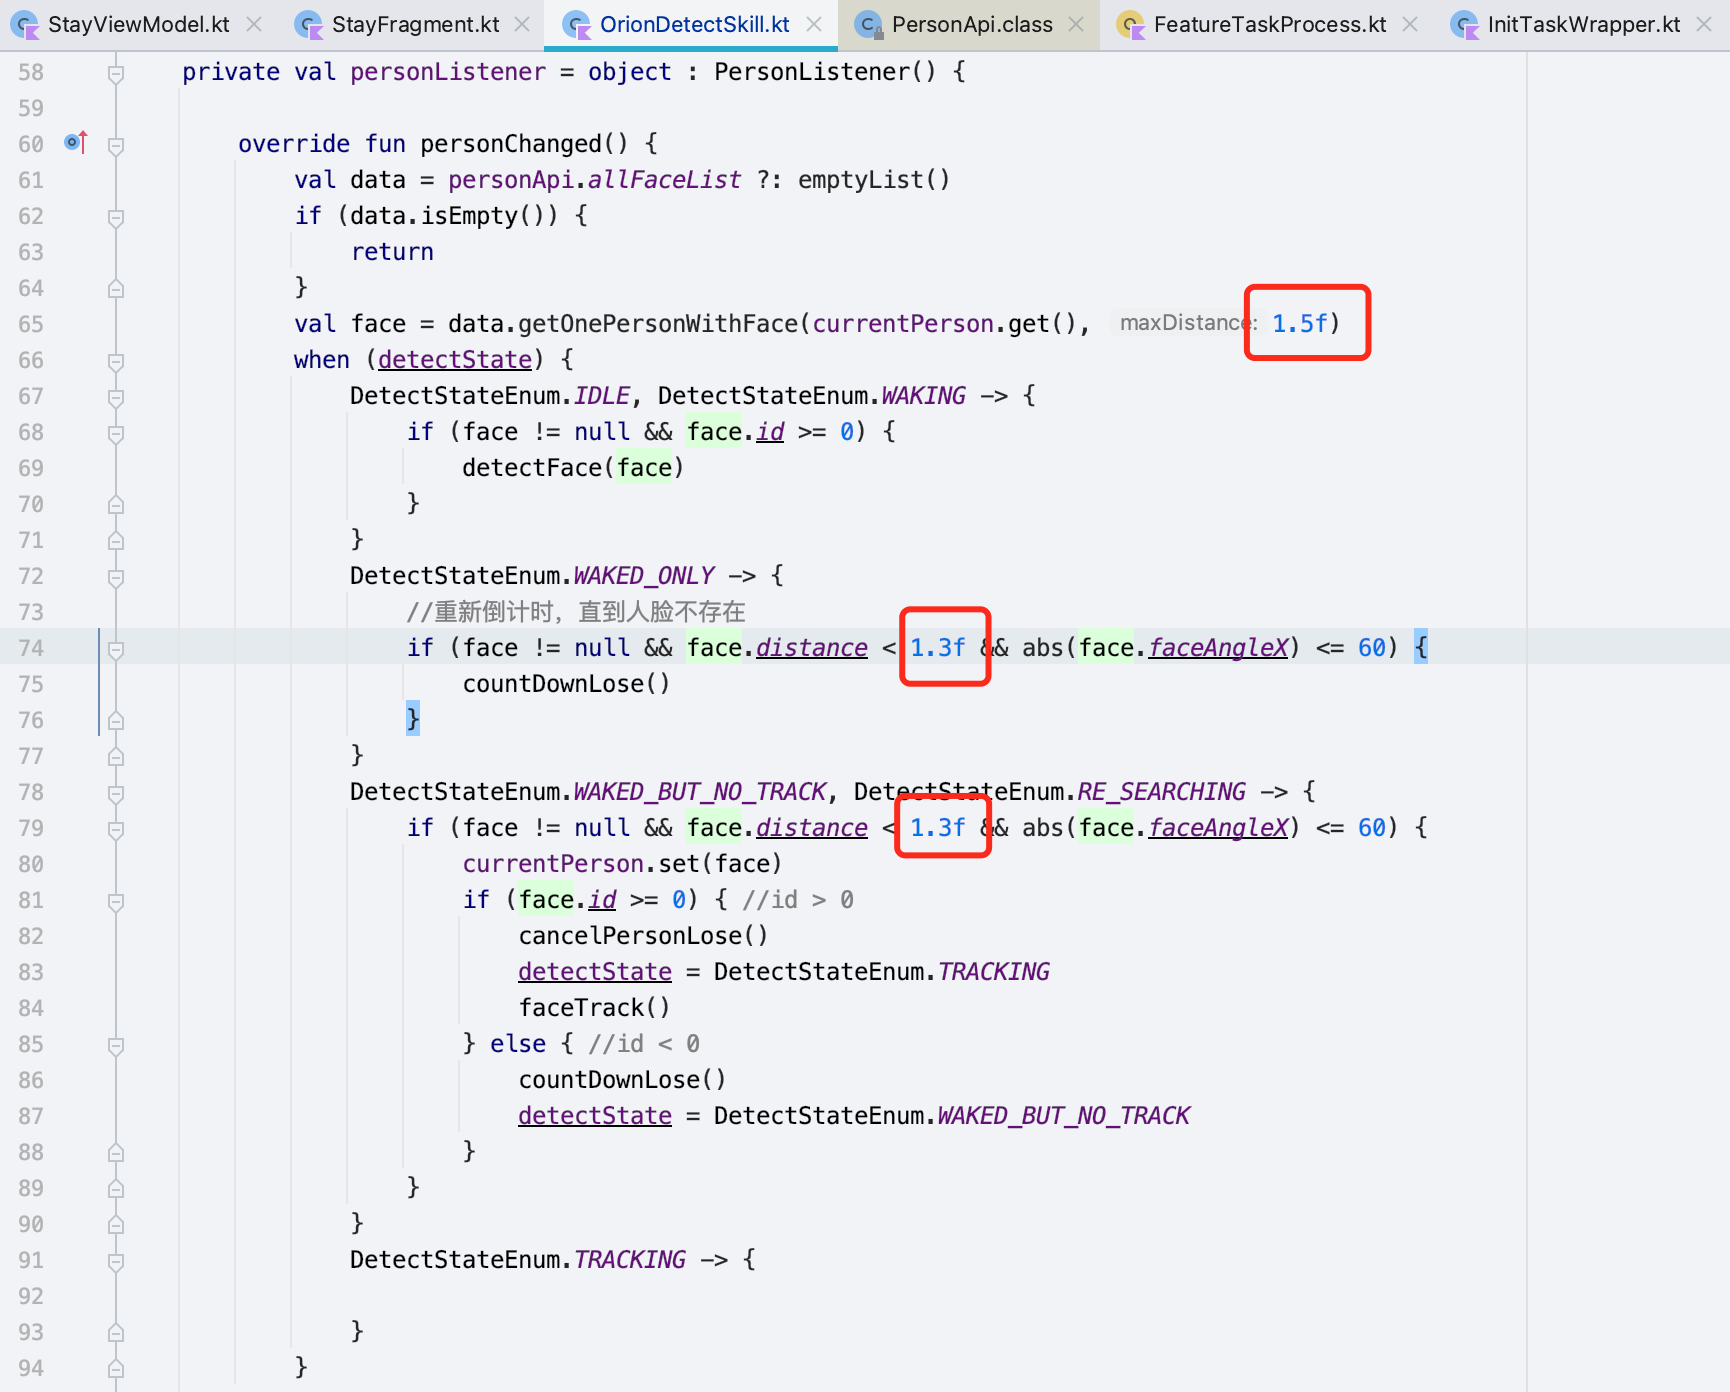 StayViewModel.kt StayFragment.kt OrionDetectSkill.kt PersonApi.class FeatureTaskProcess.kt InitTaskWrapper.kt
58 private val personListener = object : PersonListener() {
59
60 override fun personChanged() {
61 val data = personApi.allFaceList ?: emptyList()
62 if (data.isEmpty()) {
63 return
64 }
65 val face = data.getOnePersonWithFace(currentPerson.get(), maxDistance: 1.5f)
66 when (detectState) {
67 DetectStateEnum.IDLE, DetectStateEnum.WAKING -> {
68 if (face != null && face.id >= 0) {
69 detectFace(face)
70 }
71 }
72 DetectStateEnum.WAKED_ONLY -> {
73 //重新倒计时，直到人脸不存在
74 if (face != null && face.distance < 1.3f && abs(face.faceAngleX) <= 60) {
75 countDownLose()
76 }
77 }
78 DetectStateEnum.WAKED_BUT_NO_TRACK, DetectStateEnum.RE_SEARCHING -> {
79 if (face != null && face.distance < 1.3f && abs(face.faceAngleX) <= 60) {
80 currentPerson.set(face)
81 if (face.id >= 0) { //id > 0
82 cancelPersonLose()
83 detectState = DetectStateEnum.TRACKING
84 faceTrack()
85 } else { //id < 0
86 countDownLose()
87 detectState = DetectStateEnum.WAKED_BUT_NO_TRACK
88 }
89 }
90 }
91 DetectStateEnum.TRACKING -> {
92
93 }
94 }